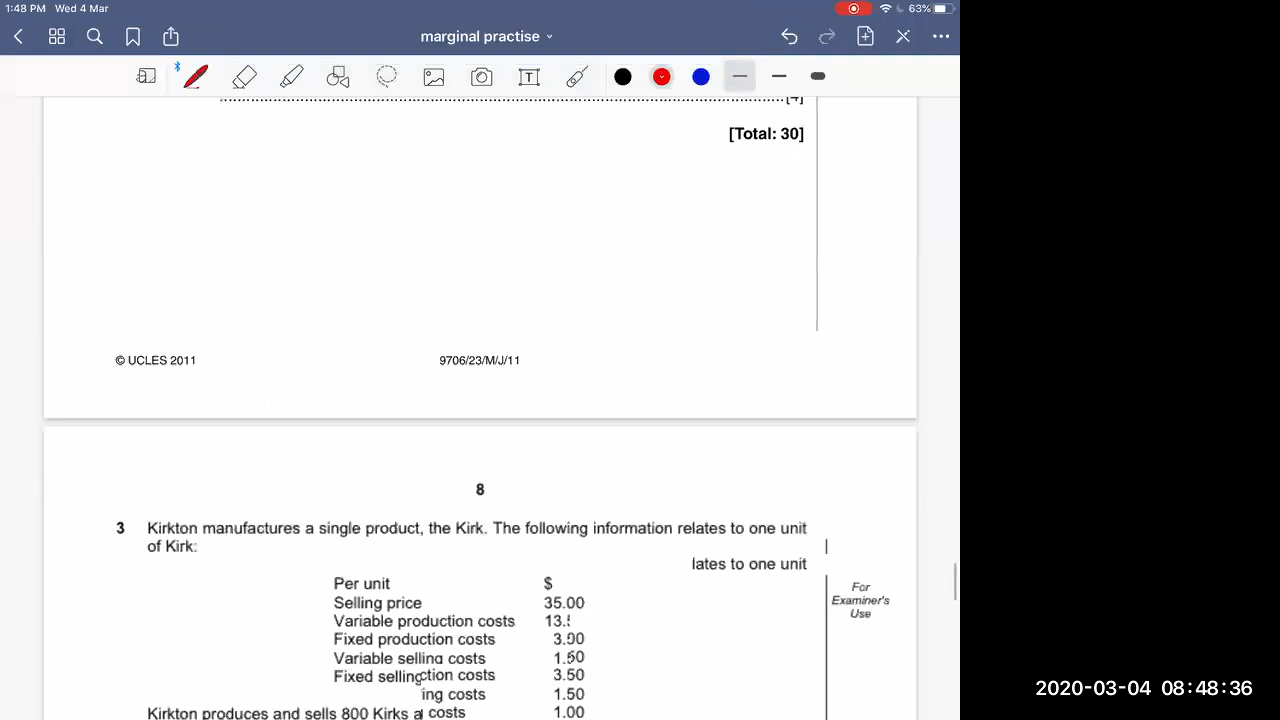 1:48 PM Wed 4 Mar
63%
marginal practise
T
[4]
[Total: 30]
© UCLES 2011
9706/23/M/J/11
8
3 Kirkton manufactures a single product, the Kirk. The following information relates to one unit
of Kirk:
lates to one unit
For
Examiner's
Use
Per unit $
Selling price 35.00
Variable production costs
Fixed production costs
Variable selling costs
Fixed selling
ction costs 3.50
ing costs 1.50
costs 1.00
Kirkton produces and sells 800 Kirks a
2020-03-04 08:48:36